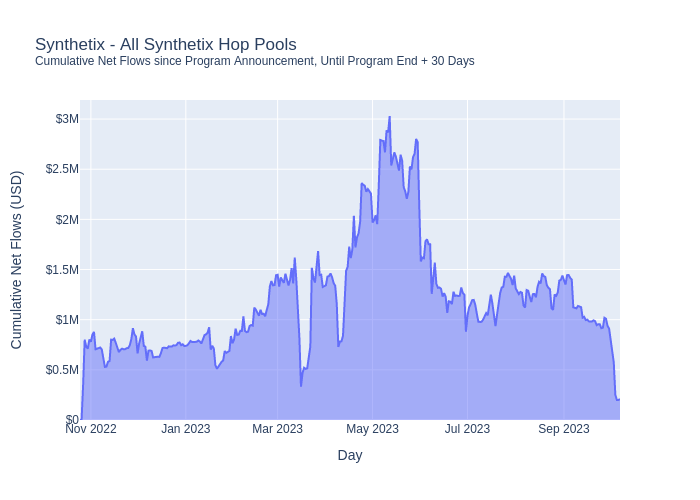 Synthetix - All Synthetix Hop Pools
Cumulative Net Flows since Program Announcement, Until Program End + 30 Days
Cumulative Net Flows (USD)
$3M
$2.5M
$2M
$1.5M
$1M
$0.5M
$0
Nov 2022 Jan 2023 Mar 2023 May 2023 Jul 2023 Sep 2023
Day